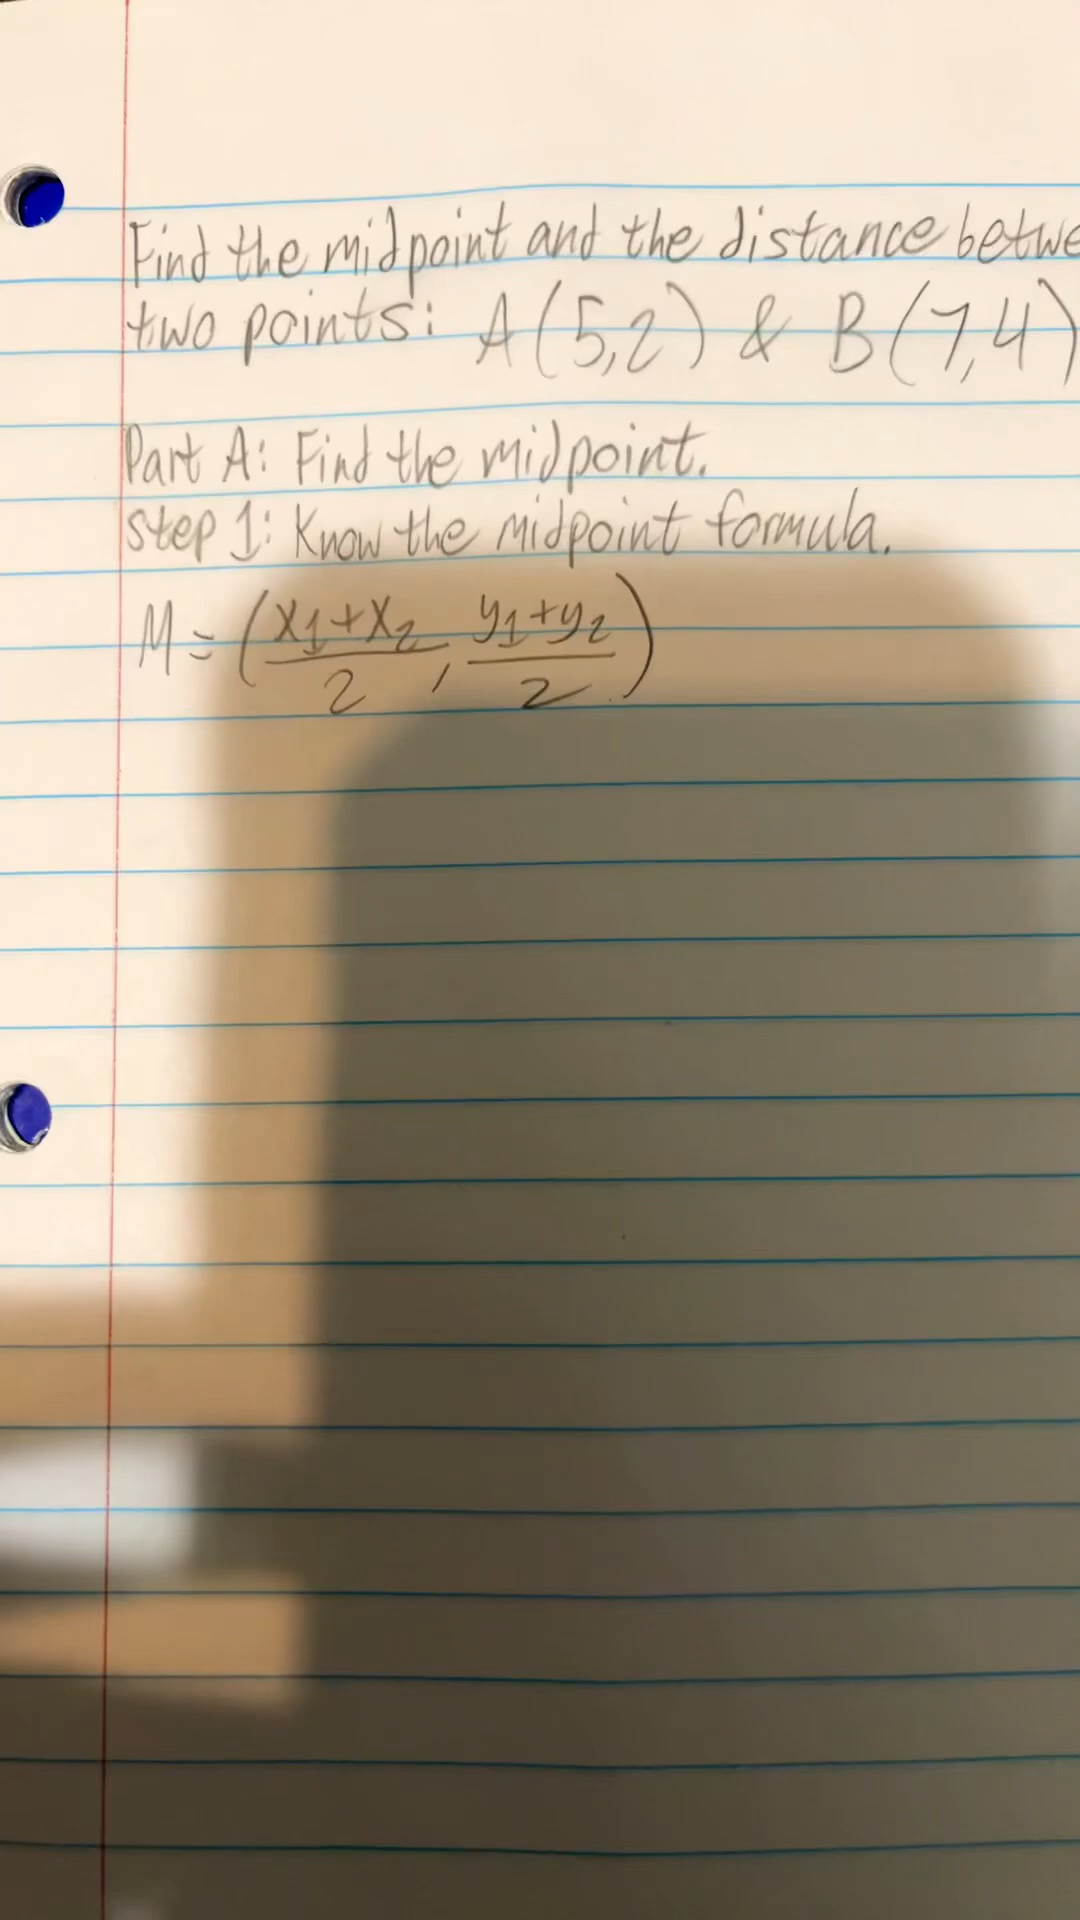 Find the midpoint and the distance betwe
two points: A(5,2) & B(7,4)
Part A: Find the midpoint.
Step 1: Know the midpoint formula.
M = (x₁+x₂/2, y₁+y₂/2)